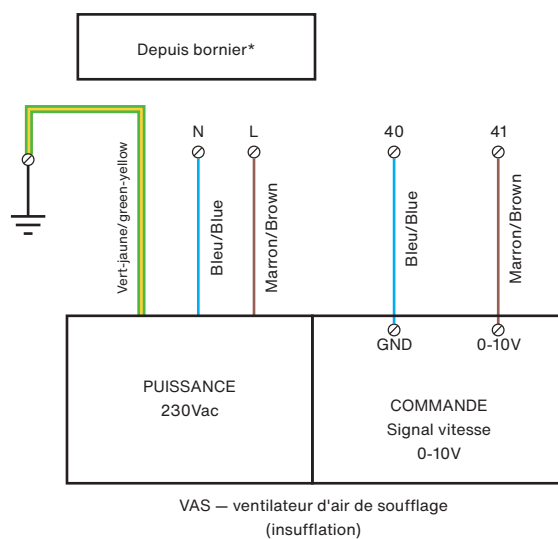 Depuis bornier*
N
L
40
41
Vert-jaune/green-yellow
Bleu/Blue
Marron/Brown
Bleu/Blue
Marron/Brown
GND
0-10V
PUISSANCE
230Vac
COMMANDE
Signal vitesse
0-10V
VAS — ventilateur d'air de soufflage
(insufflation)